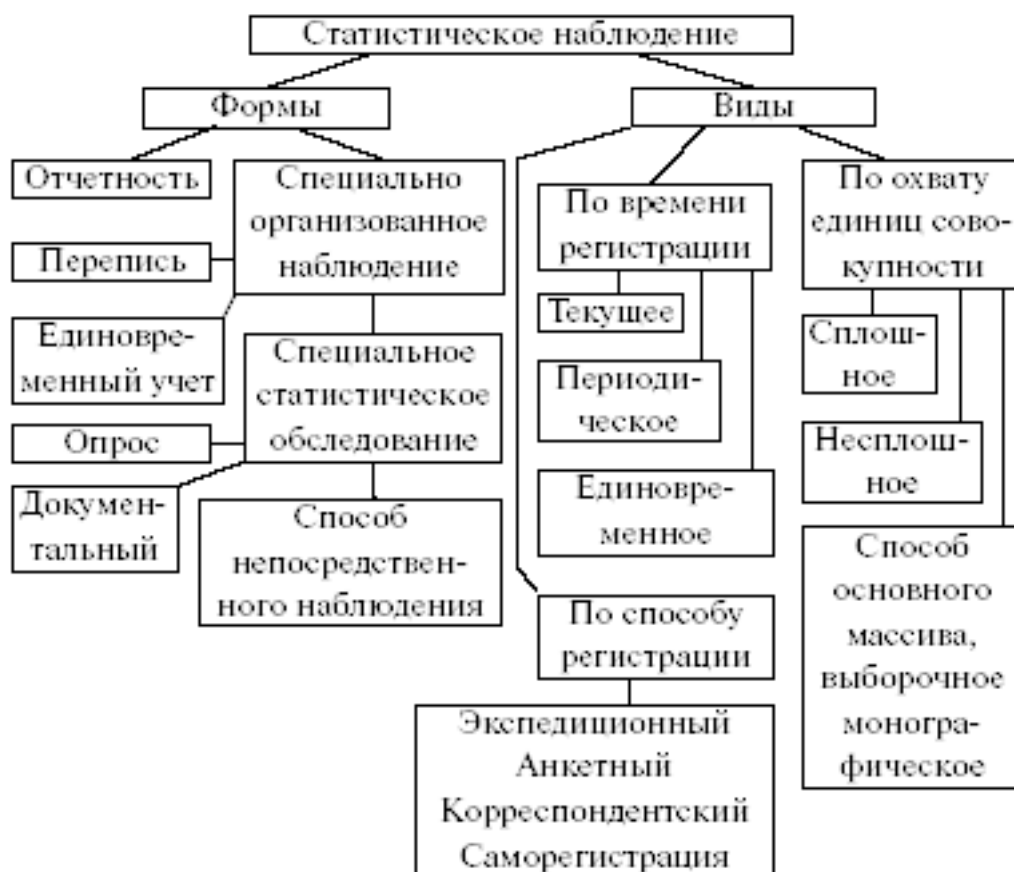 Статистическое наблюдение
Формы
Виды
Отчетность
Специально
организованное
наблюдение
Перепись
Единовре-
менный учет
Специальное
статистическое
обследование
Опрос
Докумен-
тальный
Способ
непосредствен-
ного наблюдения
По времени
регистрации
Текущее
Периоди-
ческое
Единовре-
менное
По способу
регистрации
Экспедиционный
Анкетный
Корреспондентский
Саморегистрация
По охвату
единиц сово-
купности
Сплош-
ное
Несплош-
ное
Способ
основного
массива,
выборочное
моногра-
фическое